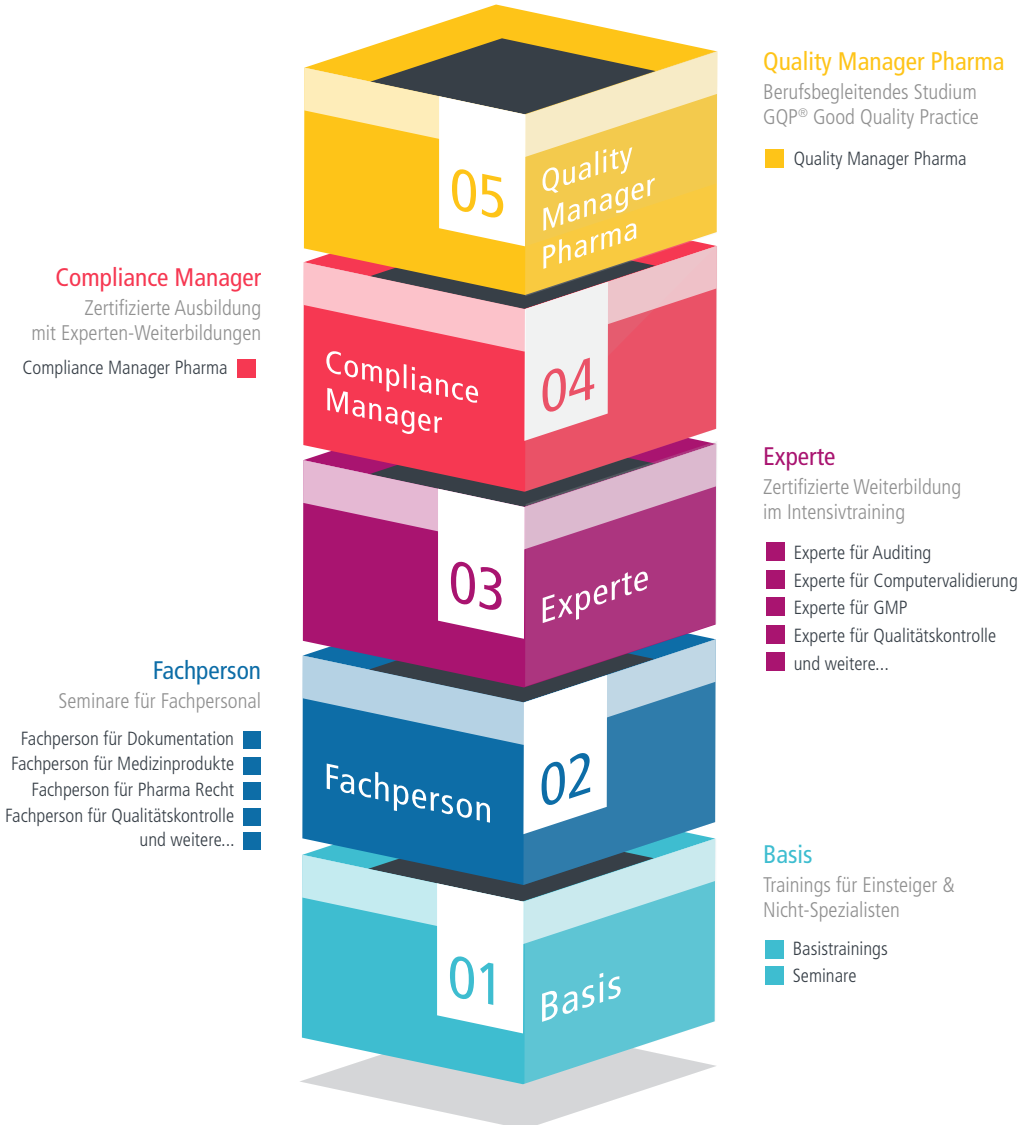 Quality Manager Pharma
Berufsbegleitendes Studium
GQP® Good Quality Practice
Quality Manager Pharma
05
Quality
Manager
Pharma
Compliance Manager
Zertifizierte Ausbildung
mit Experten-Weiterbildungen
Compliance Manager Pharma
Compliance
Manager
04
Experte
Zertifizierte Weiterbildung
im Intensivtraining
Experte für Auditing
Experte für Computervalidierung
Experte für GMP
Experte für Qualitätskontrolle
und weitere...
03
Experte
Fachperson
Seminare für Fachpersonal
Fachperson für Dokumentation
Fachperson für Medizinprodukte
Fachperson für Pharma Recht
Fachperson für Qualitätskontrolle
und weitere...
Fachperson
02
Basis
Trainings für Einsteiger &
Nicht-Spezialisten
Basistrainings
Seminare
01
Basis